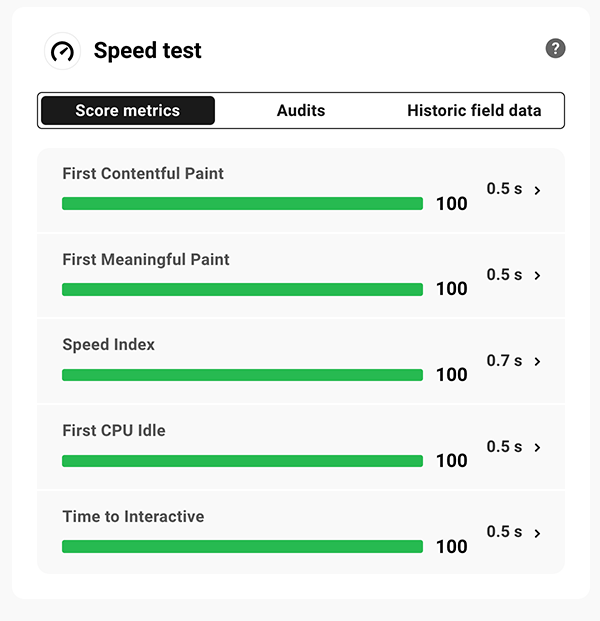 Speed test
?
Score metrics Audits Historic field data
First Contentful Paint
100 0.5 s
First Meaningful Paint
100 0.5 s
Speed Index
100 0.7 s
First CPU Idle
100 0.5 s
Time to Interactive
100 0.5 s